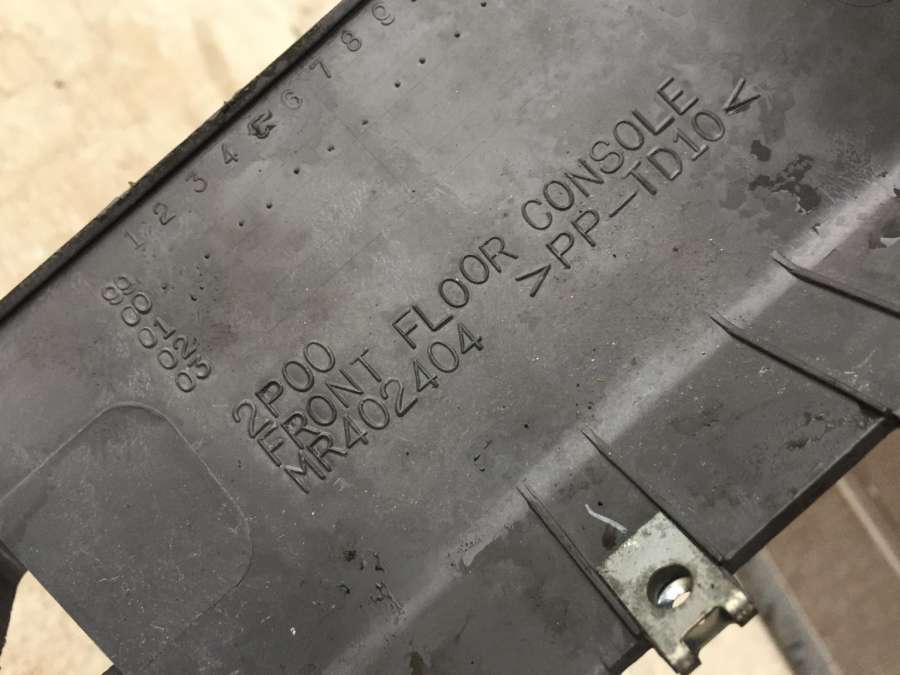 1 2 3 4 5 6 7 8 9
00
01
02
03
2P00
FRONT FLOOR CONSOLE
MR402404 >PP-TD10<